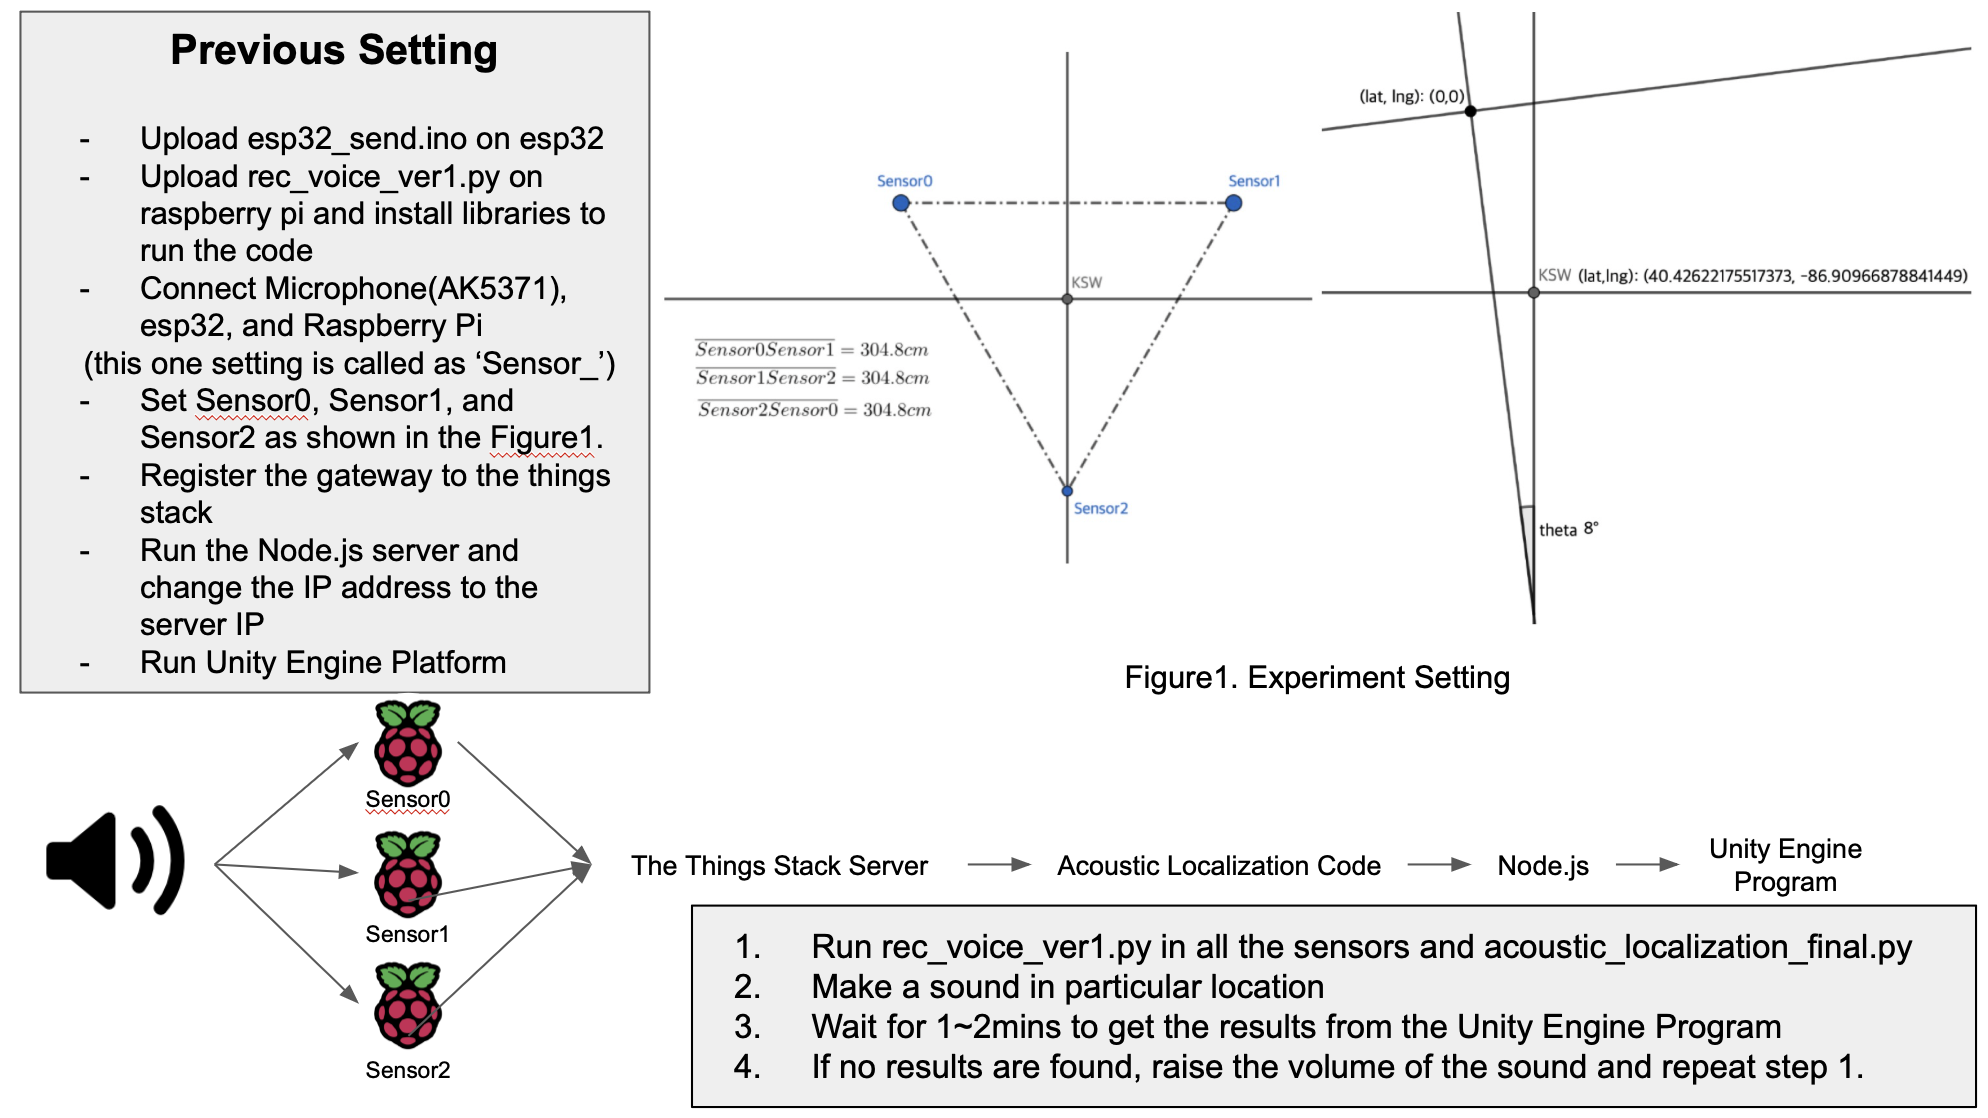 Previous Setting
- Upload esp32_send.ino on esp32
- Upload rec_voice_ver1.py on
raspberry pi and install libraries to
run the code
- Connect Microphone(AK5371),
esp32, and Raspberry Pi
(this one setting is called as ‘Sensor_’)
- Set Sensor0, Sensor1, and
Sensor2 as shown in the Figure1.
- Register the gateway to the things
stack
- Run the Node.js server and
change the IP address to the
server IP
- Run Unity Engine Platform
Sensor0
Sensor1
KSW
Sensor0Sensor1 = 304.8cm
Sensor1Sensor2 = 304.8cm
Sensor2Sensor0 = 304.8cm
Sensor2
(lat, lng): (0,0)
KSW (lat,lng): (40.42622175517373, -86.90966878841449)
theta 8°
Figure1. Experiment Setting
Sensor0
Sensor1
Sensor2
The Things Stack Server
Acoustic Localization Code
Node.js
Unity Engine
Program
1. Run rec_voice_ver1.py in all the sensors and acoustic_localization_final.py
2. Make a sound in particular location
3. Wait for 1~2mins to get the results from the Unity Engine Program
4. If no results are found, raise the volume of the sound and repeat step 1.